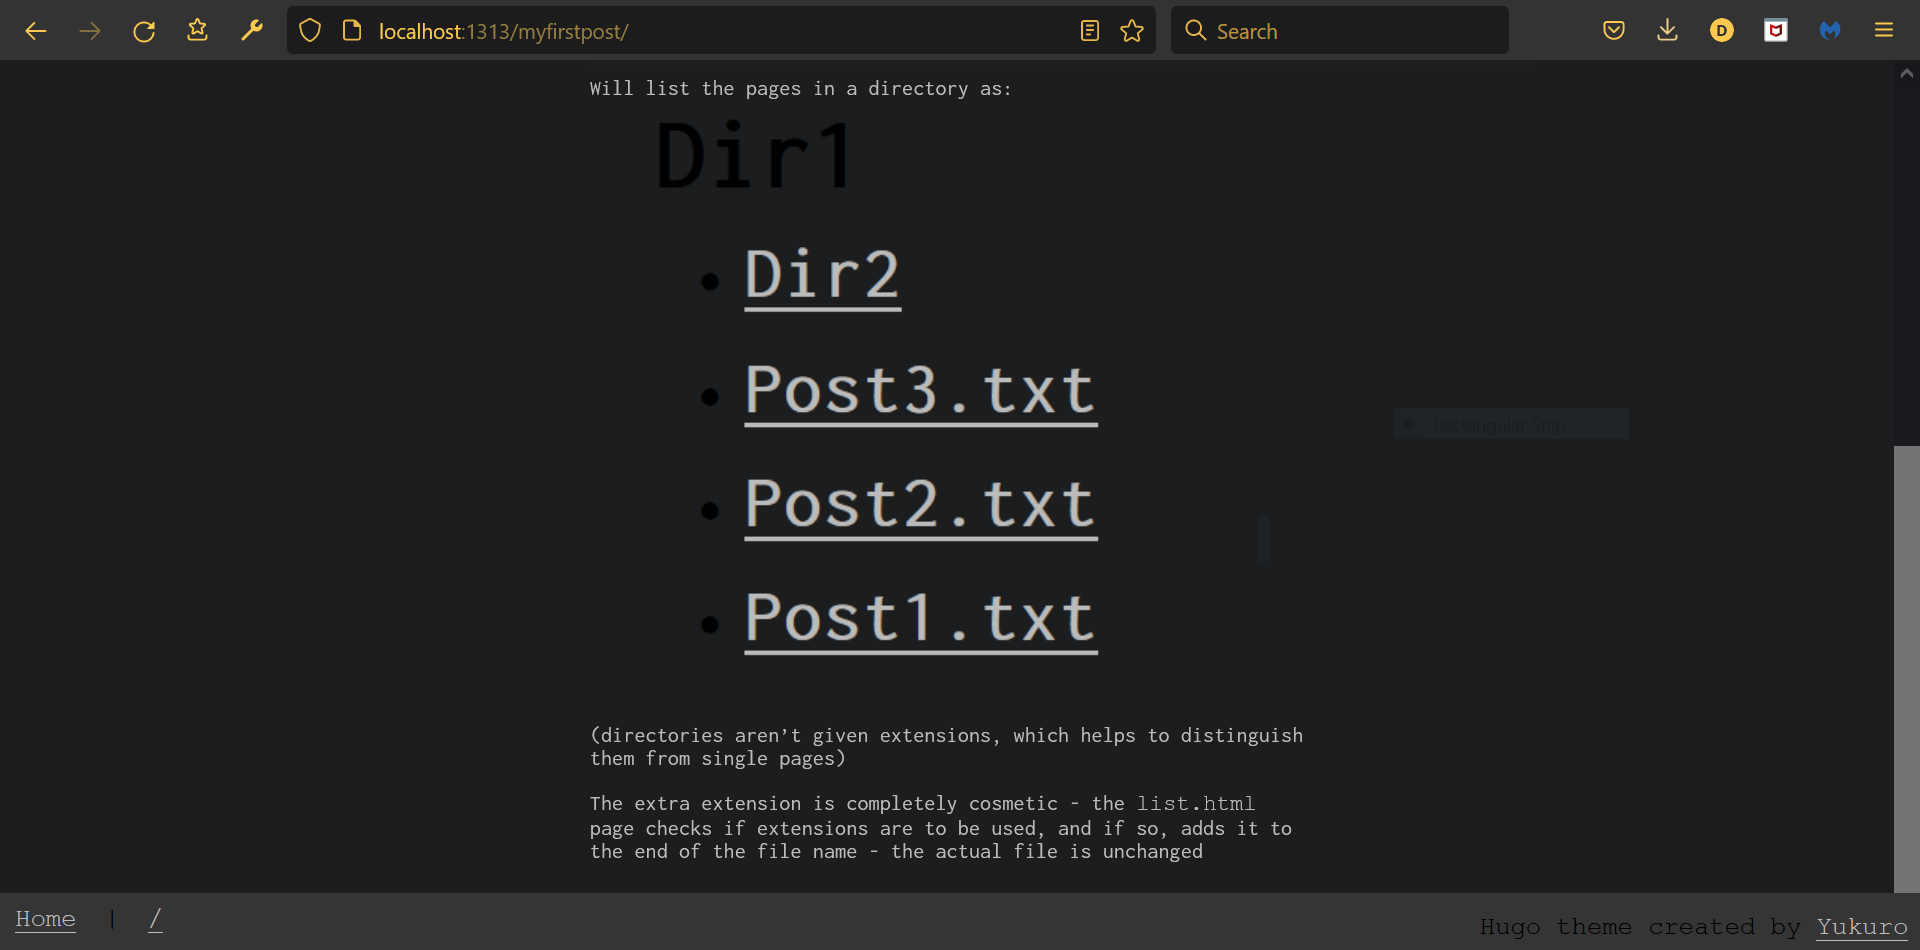 localhost:1313/myfirstpost/
Search
D
Will list the pages in a directory as:
Dir1
Dir2
Post3.txt
Rectangular Snip
Post2.txt
Post1.txt
(directories aren’t given extensions, which helps to distinguish
them from single pages)
The extra extension is completely cosmetic - the list.html
page checks if extensions are to be used, and if so, adds it to
the end of the file name - the actual file is unchanged
Home | /
Hugo theme created by Yukuro